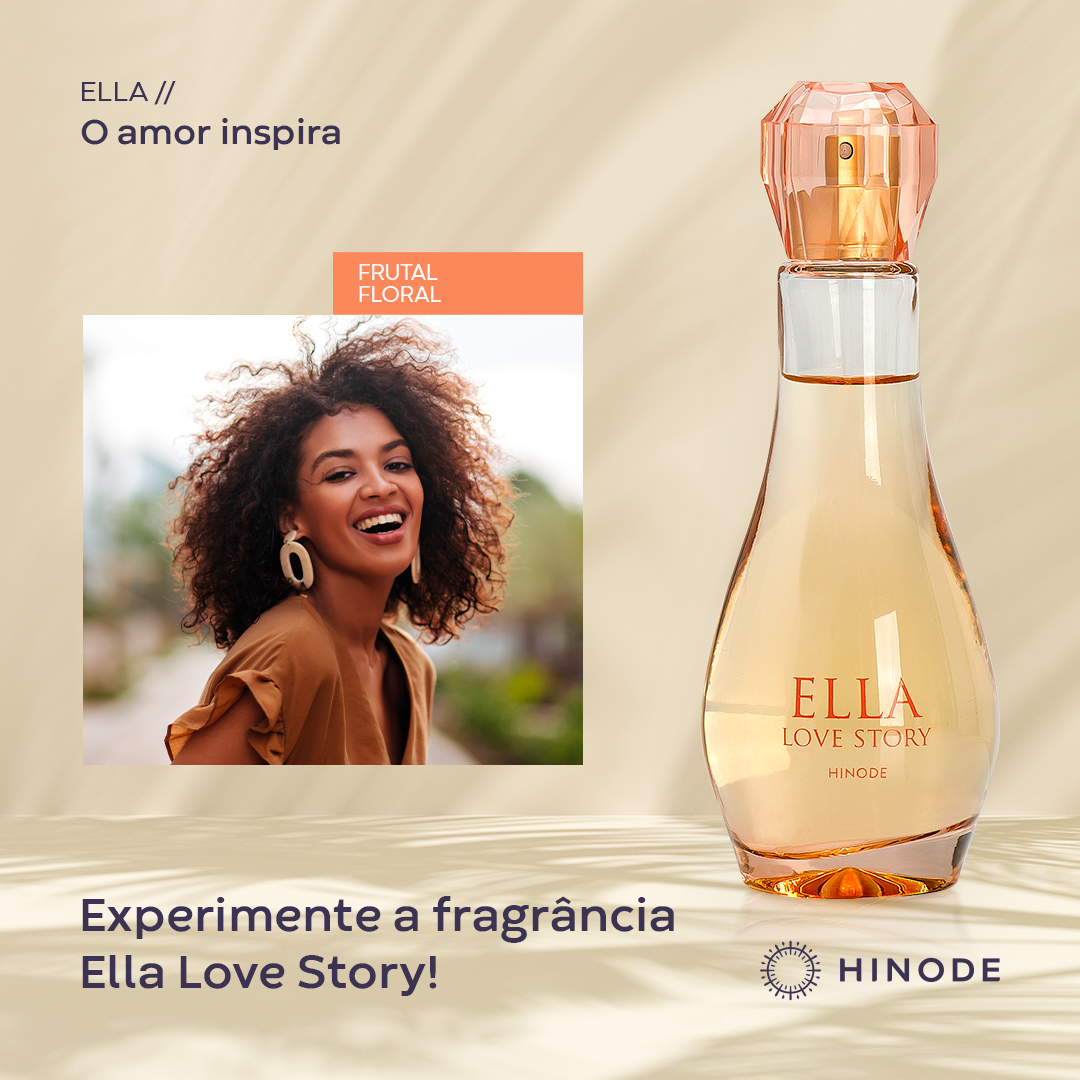 ELLA //
O amor inspira
FRUTAL
FLORAL
ELLA
LOVE STORY
HINODE
Experimente a fragrância
Ella Love Story!
HINODE